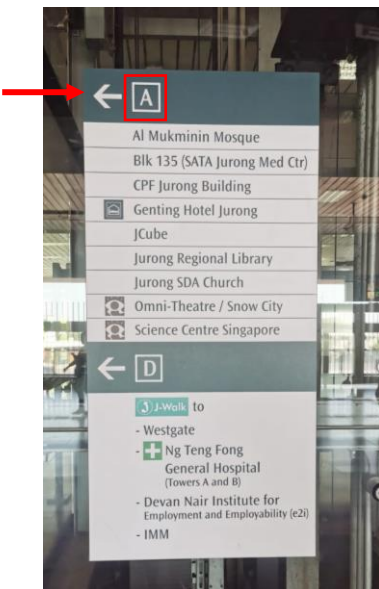 A
Al Mukminin Mosque
Blk 135 (SATA Jurong Med Ctr)
CPF Jurong Building
Genting Hotel Jurong
JCube
Jurong Regional Library
Jurong SDA Church
Omni-Theatre / Snow City
Science Centre Singapore
D
J-Walk to
- Westgate
- Ng Teng Fong
General Hospital
(Towers A and B)
- Devan Nair Institute for
Employment and Employability (e2i)
- IMM